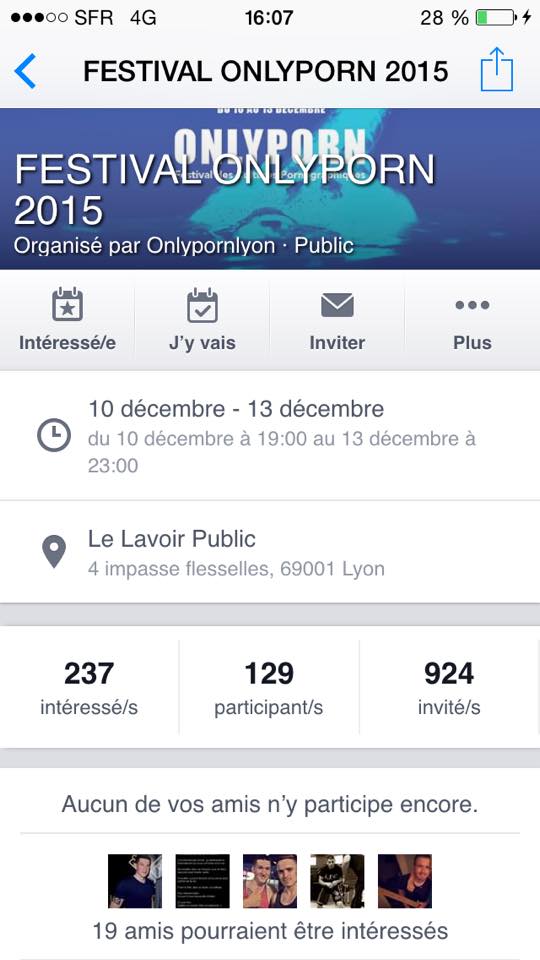 SFR 4G 16:07 28 %
FESTIVAL ONLYPORN 2015
DU 10 AU 13 DÉCEMBRE
ONLYPORN
Festival des Cultures Pornographiques
FESTIVAL ONLYPORN
2015
Organisé par Onlypornlyon · Public
Intéressé/e J'y vais Inviter Plus
10 décembre - 13 décembre
du 10 décembre à 19:00 au 13 décembre à
23:00
Le Lavoir Public
4 impasse flesselles, 69001 Lyon
237 129 924
intéressé/s participant/s invité/s
Aucun de vos amis n'y participe encore.
19 amis pourraient être intéressés